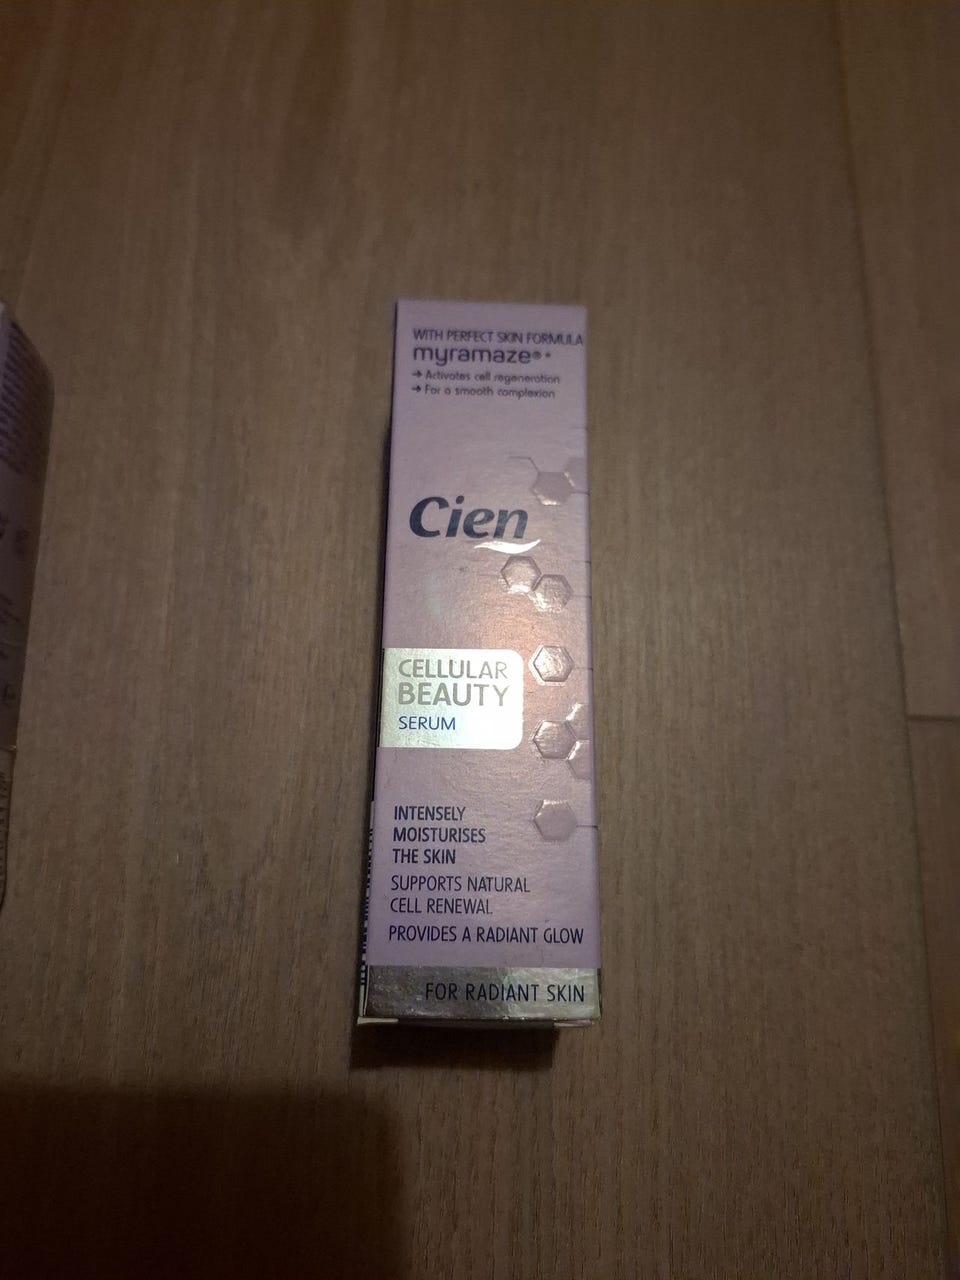 WITH PERFECT SKIN FORMULA
myramaze®*
→ Activates cell regeneration
→ For a smooth complexion
Cien
CELLULAR
BEAUTY
SERUM
INTENSELY
MOISTURISES
THE SKIN
SUPPORTS NATURAL
CELL RENEWAL
PROVIDES A RADIANT GLOW
FOR RADIANT SKIN